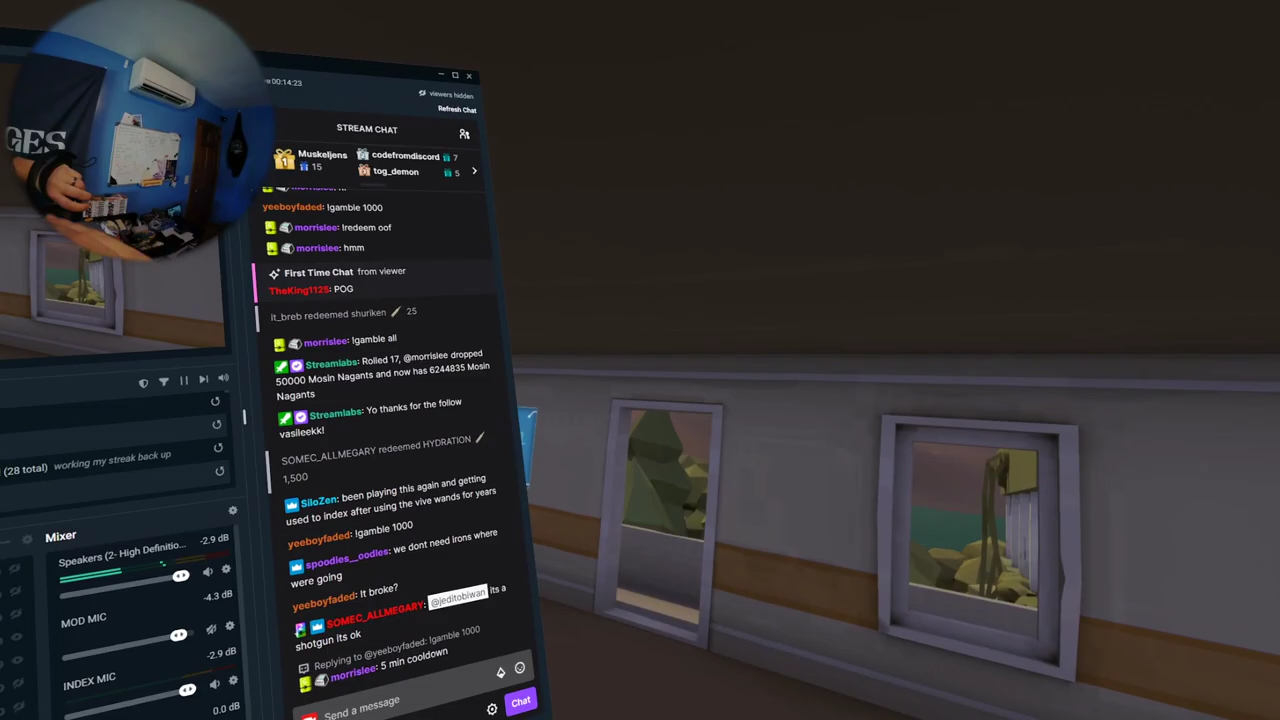 GES
00:14:23
viewers hidden
Refresh Chat
STREAM CHAT
1 Muskeljens
15
codefromdiscord 7
tog_demon 5
yeeboyfaded: !gamble 1000
morrislee: !redeem oof
morrislee: hmm
First Time Chat from viewer
TheKing1125: POG
it_breb redeemed shuriken 25
morrislee: !gamble all
Streamlabs: Rolled 17, @morrislee dropped
50000 Mosin Nagants and now has 6244835 Mosin
Nagants
Streamlabs: Yo thanks for the follow
vasileekk!
SOMEC_ALLMEGARY redeemed HYDRATION
1,500
SiloZen: been playing this again and getting
used to index after using the vive wands for years
yeeboyfaded: !gamble 1000
spoodles__oodles: we dont need irons where
were going
yeeboyfaded: It broke?
SOMEC_ALLMEGARY: @jeditobiwan its a
shotgun its ok
Replying to @yeeboyfaded: !gamble 1000
morrislee: 5 min cooldown
Send a message
Chat
(28 total) working my streak back up
Mixer
Speakers (2- High Definitio... -2.9 dB
-4.3 dB
MOD MIC
-2.9 dB
INDEX MIC
0.0 dB